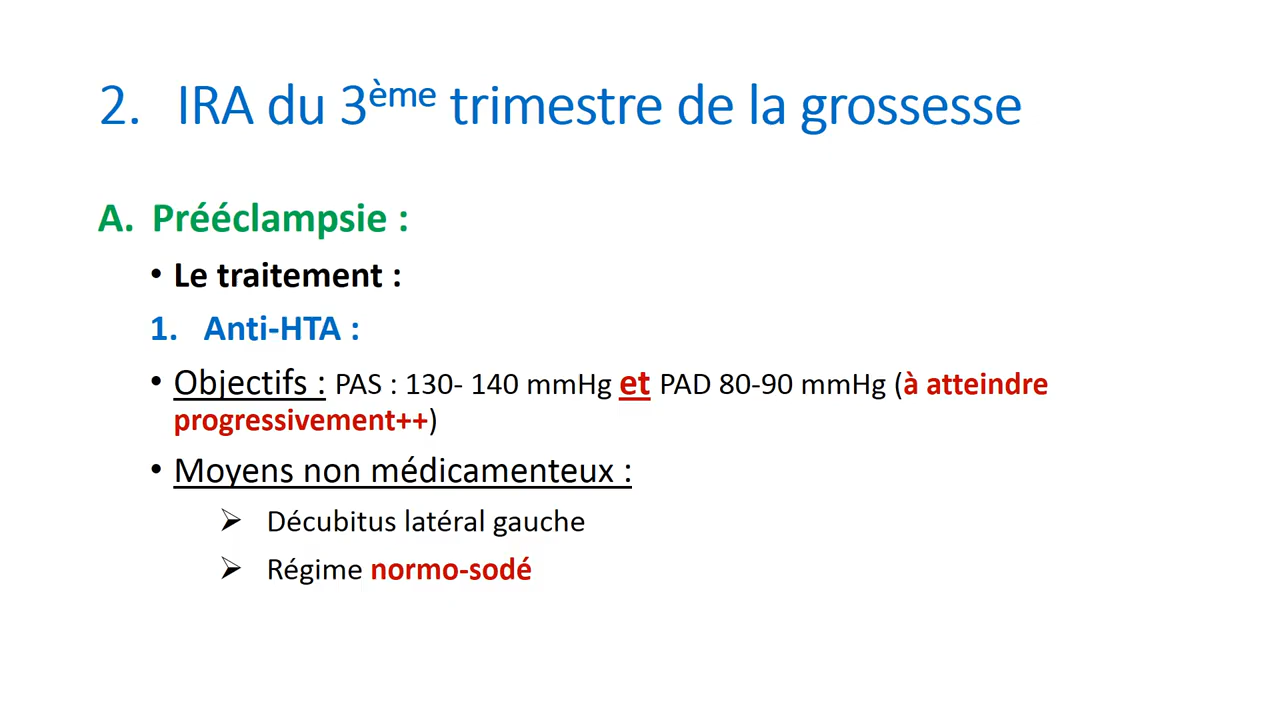 2. IRA du 3ème trimestre de la grossesse
A. Prééclampsie :
• Le traitement :
1. Anti-HTA :
• Objectifs : PAS : 130- 140 mmHg et PAD 80-90 mmHg (à atteindre
progressivement++)
• Moyens non médicamenteux :
➢ Décubitus latéral gauche
➢ Régime normo-sodé